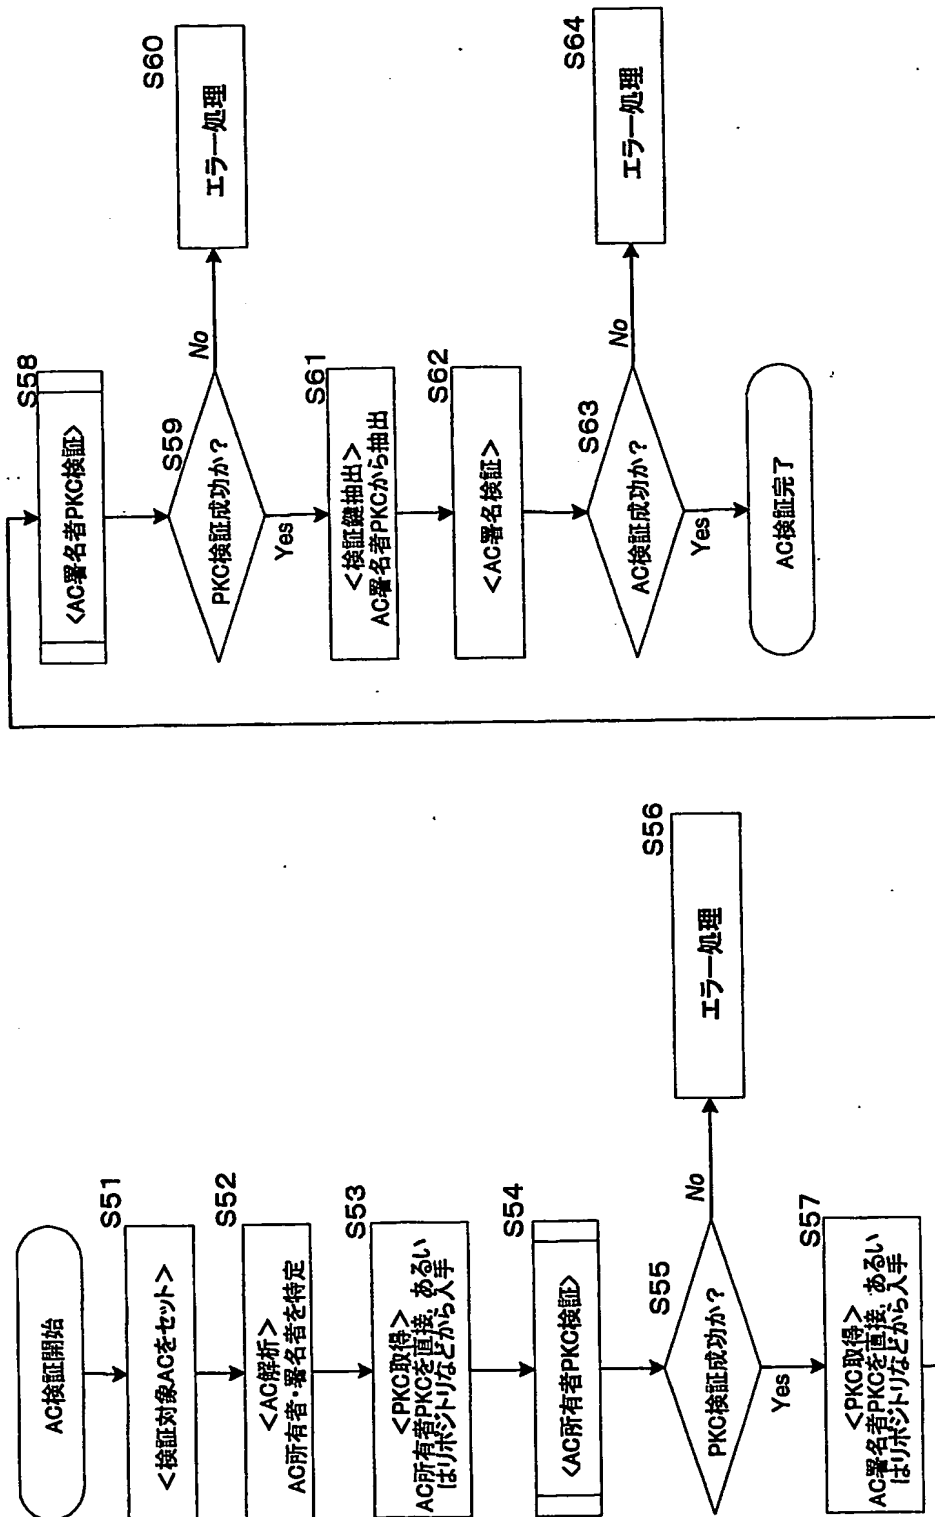 AC検証開始
S51
<検証対象ACをセット>
S52
<AC解析>
AC所有者・署名者を特定
S53
<PKC取得>
AC所有者PKCを直接、あるい
はリポジトリなどから入手
S54
<AC所有者PKC検証>
S55
PKC検証成功か?
No
S56
エラー処理
Yes
S57
<PKC取得>
AC署名者PKCを直接、あるい
はリポジトリなどから入手
S58
<AC署名者PKC検証>
S59
PKC検証成功か?
No
S60
エラー処理
Yes
S61
<検証鍵抽出>
AC署名者PKCから抽出
S62
<AC署名検証>
S63
AC検証成功か?
No
S64
エラー処理
Yes
AC検証完了